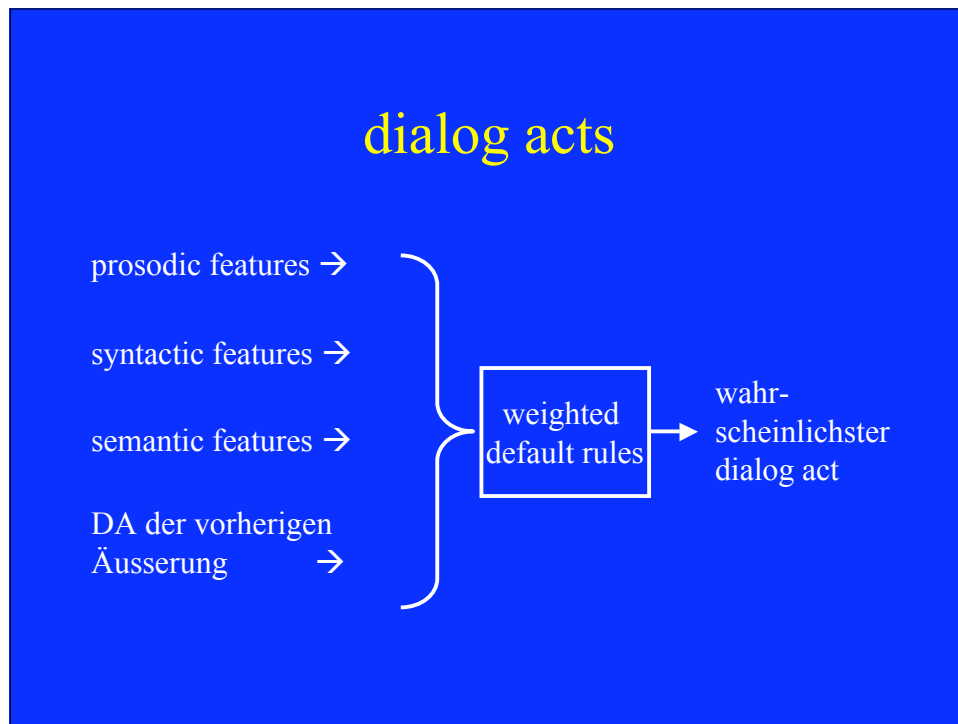 dialog acts
prosodic features →
syntactic features →
semantic features →
DA der vorherigen
Äusserung →
weighted
default rules
wahr-
scheinlichster
dialog act